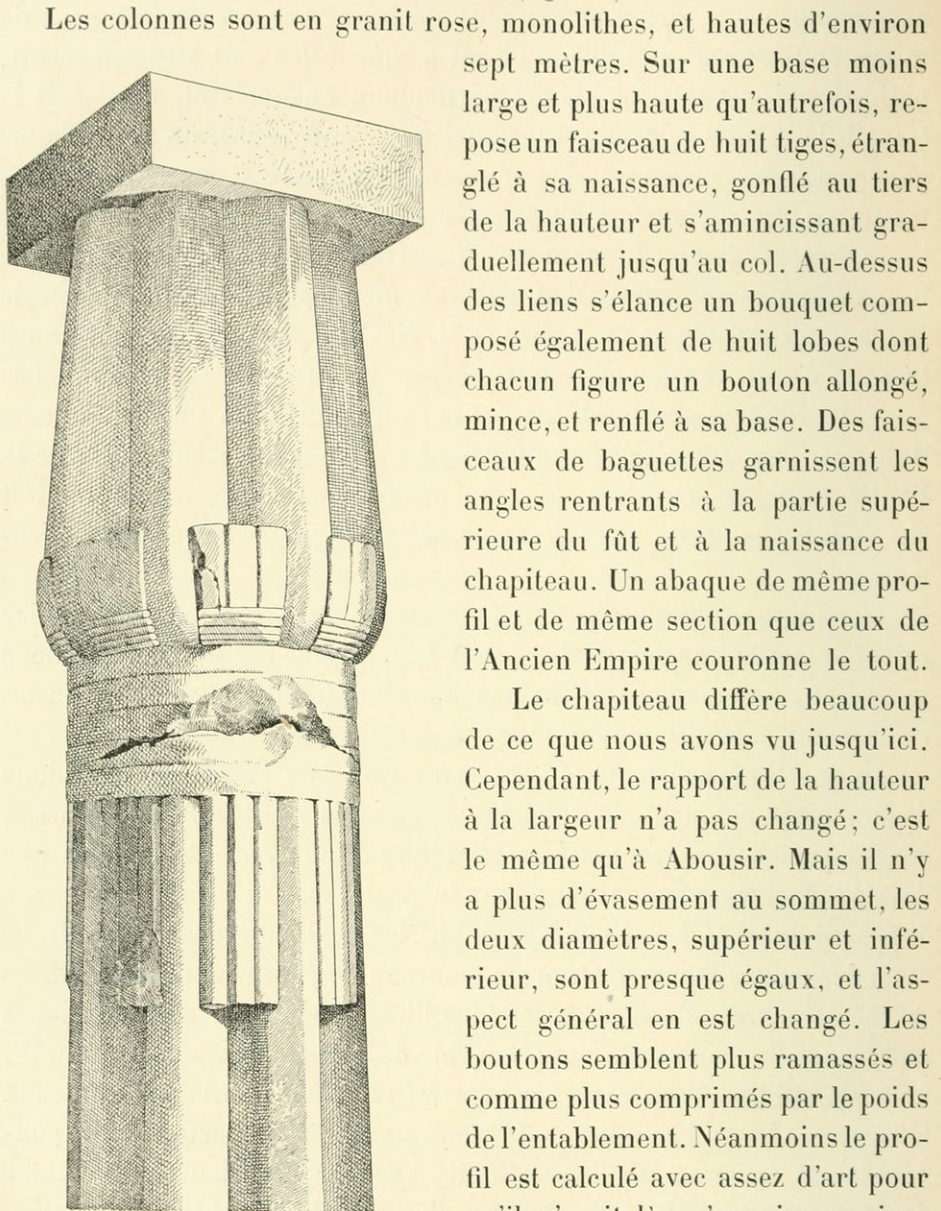 Les colonnes sont en granit rose, monolithes, et hautes d'environ
sept mètres. Sur une base moins
large et plus haute qu'autrefois, re-
pose un faisceau de huit tiges, étran-
glé à sa naissance, gonflé au tiers
de la hauteur et s'amincissant gra-
duellement jusqu'au col. Au-dessus
des liens s'élance un bouquet com-
posé également de huit lobes dont
chacun figure un bouton allongé,
mince, et renflé à sa base. Des fais-
ceaux de baguettes garnissent les
angles rentrants à la partie supé-
rieure du fût et à la naissance du
chapiteau. Un abaque de même pro-
fil et de même section que ceux de
l'Ancien Empire couronne le tout.
Le chapiteau diffère beaucoup
de ce que nous avons vu jusqu'ici.
Cependant, le rapport de la hauteur
à la largeur n'a pas changé; c'est
le même qu'à Abousir. Mais il n'y
a plus d'évasement au sommet, les
deux diamètres, supérieur et infé-
rieur, sont presque égaux, et l'as-
pect général en est changé. Les
boutons semblent plus ramassés et
comme plus comprimés par le poids
de l'entablement. Néanmoins le pro-
fil est calculé avec assez d'art pour